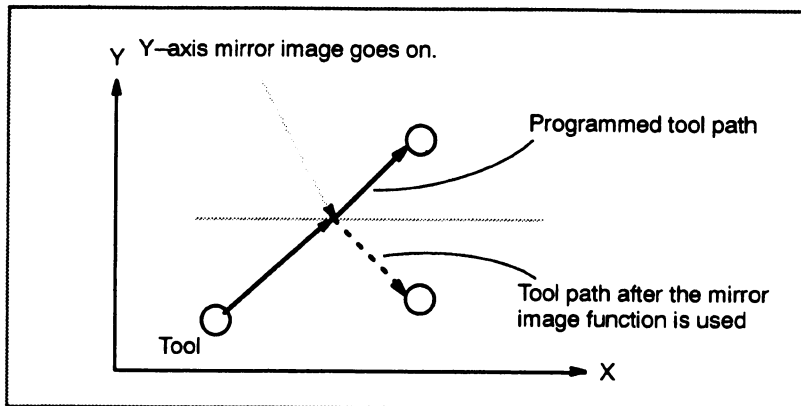 Y
Y–axis mirror image goes on.
Programmed tool path
Tool path after the mirror
image function is used
Tool
X